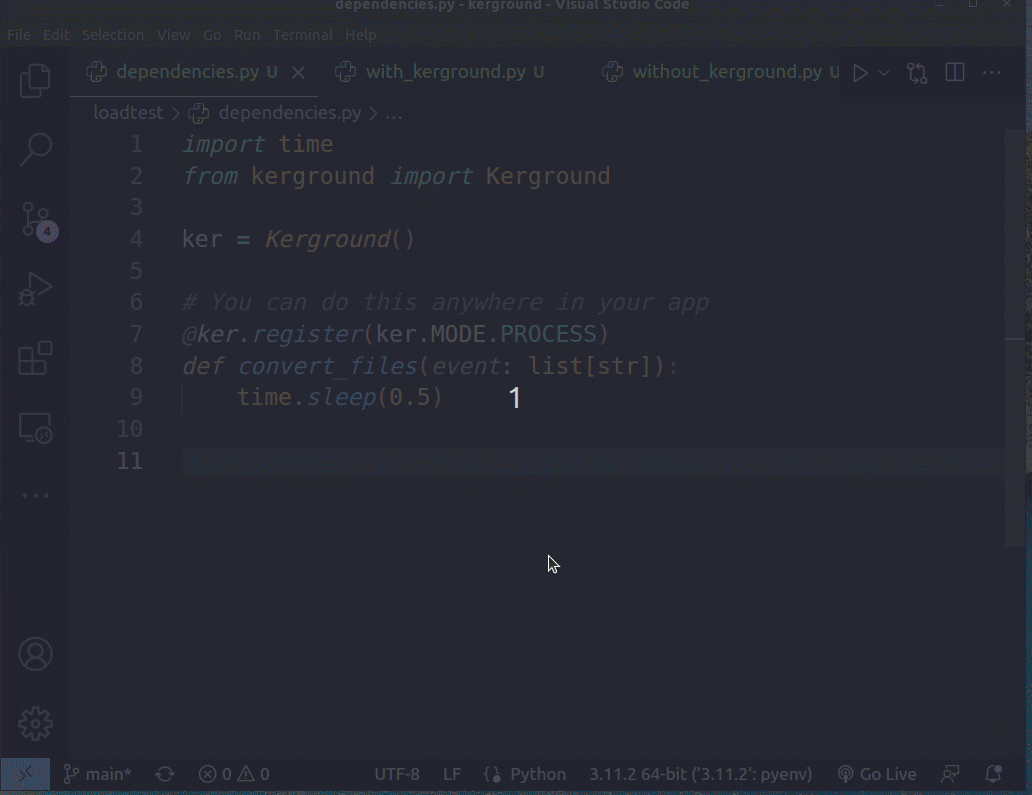 dependencies.py - kerground - Visual Studio Code
File Edit Selection View Go Run Terminal Help
dependencies.py U with_kerground.py U without_kerground.py U
loadtest > dependencies.py > ...
1 import time
2 from kerground import Kerground
3
4 ker = Kerground()
5
6 # You can do this anywhere in your app
7 @ker.register(ker.MODE.PROCESS)
8 def convert_files(event: list[str]):
9 time.sleep(0.5) 1
10
11
4
main* 0 0 UTF-8 LF Python 3.11.2 64-bit ('3.11.2': pyenv) Go Live